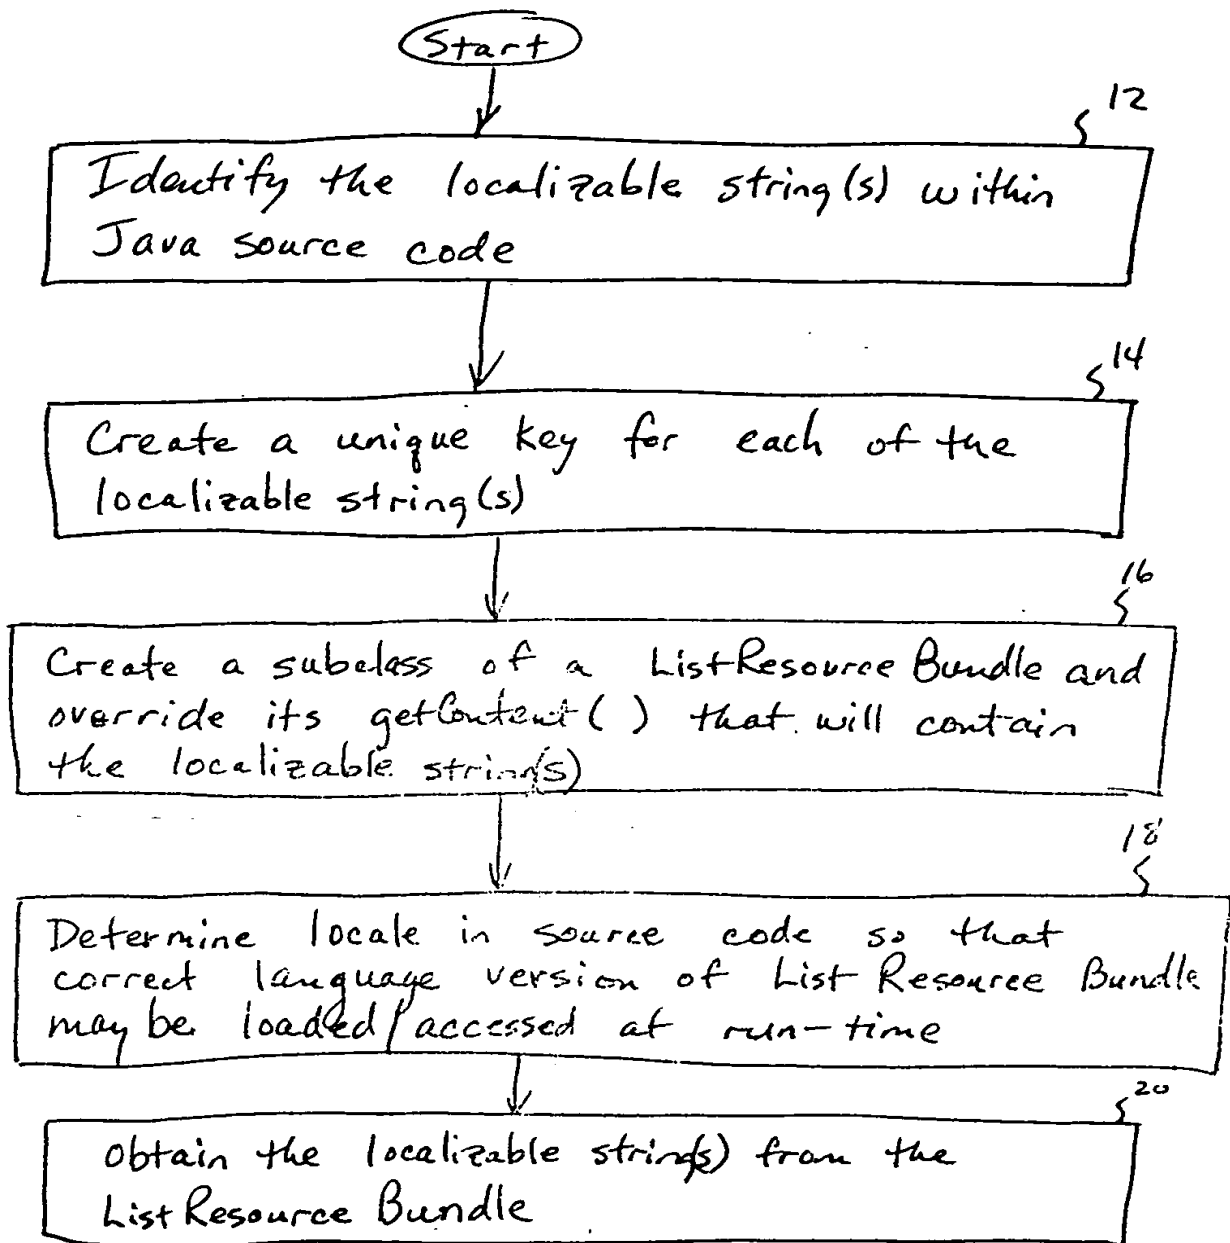 Start
12
Identify the localizable string(s) within
Java source code
14
Create a unique key for each of the
localizable string(s)
16
Create a subclass of a ListResource Bundle and
override its getContent( ) that will contain
the localizable string(s)
18
Determine locale in source code so that
correct language version of List Resource Bundle
may be loaded/accessed at run-time
20
obtain the localizable string(s) from the
List Resource Bundle